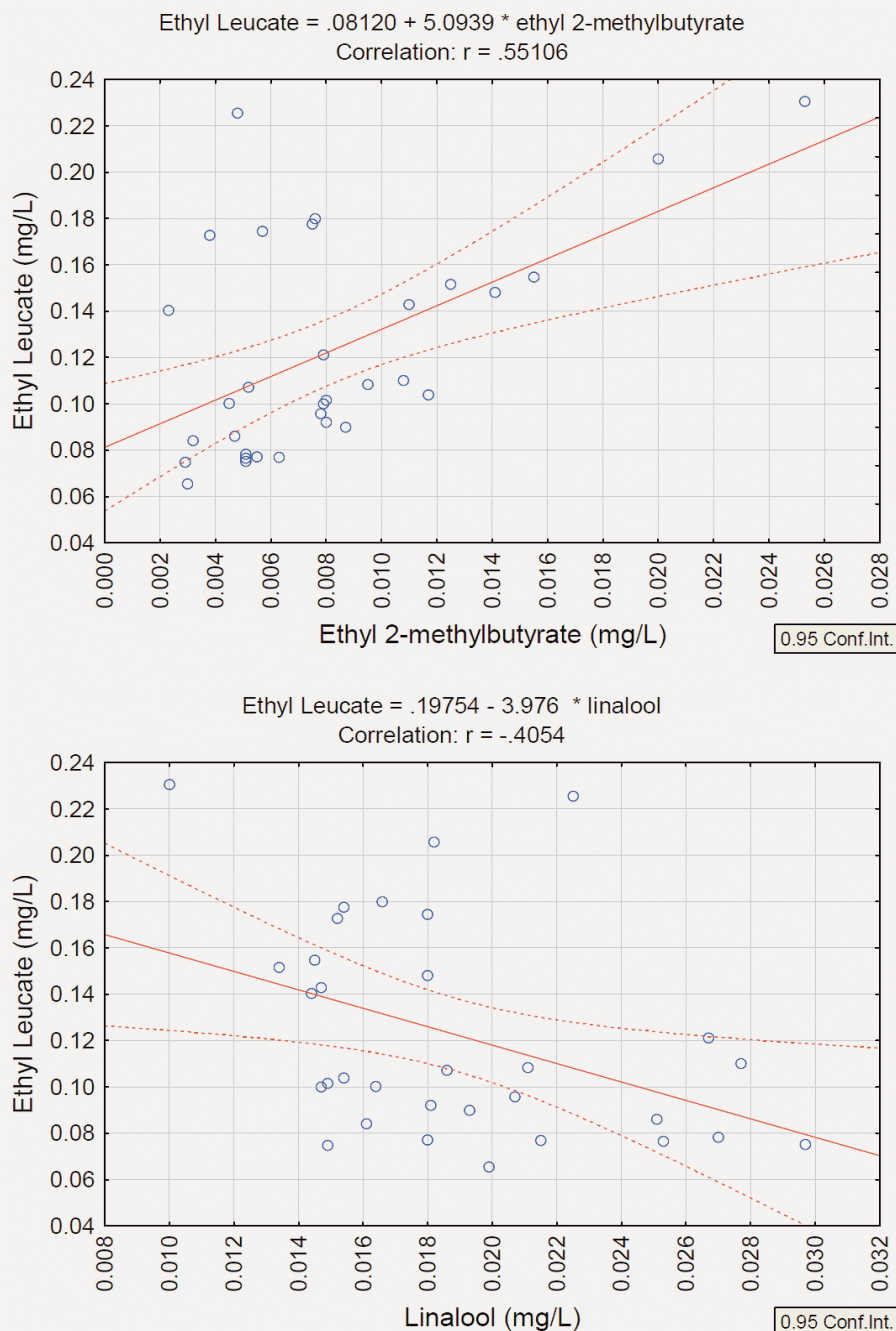 Ethyl Leucate = .08120 + 5.0939 * ethyl 2-methylbutyrate
Correlation: r = .55106
0.24
0.22
0.20
0.18
0.16
0.14
0.12
0.10
0.08
0.06
0.04
Ethyl Leucate (mg/L)
0.000 0.002 0.004 0.006 0.008 0.010 0.012 0.014 0.016 0.018 0.020 0.022 0.024 0.026 0.028
Ethyl 2-methylbutyrate (mg/L)
0.95 Conf.Int.
Ethyl Leucate = .19754 - 3.976 * linalool
Correlation: r = -.4054
0.24
0.22
0.20
0.18
0.16
0.14
0.12
0.10
0.08
0.06
0.04
Ethyl Leucate (mg/L)
0.008 0.010 0.012 0.014 0.016 0.018 0.020 0.022 0.024 0.026 0.028 0.030 0.032
Linalool (mg/L)
0.95 Conf.Int.